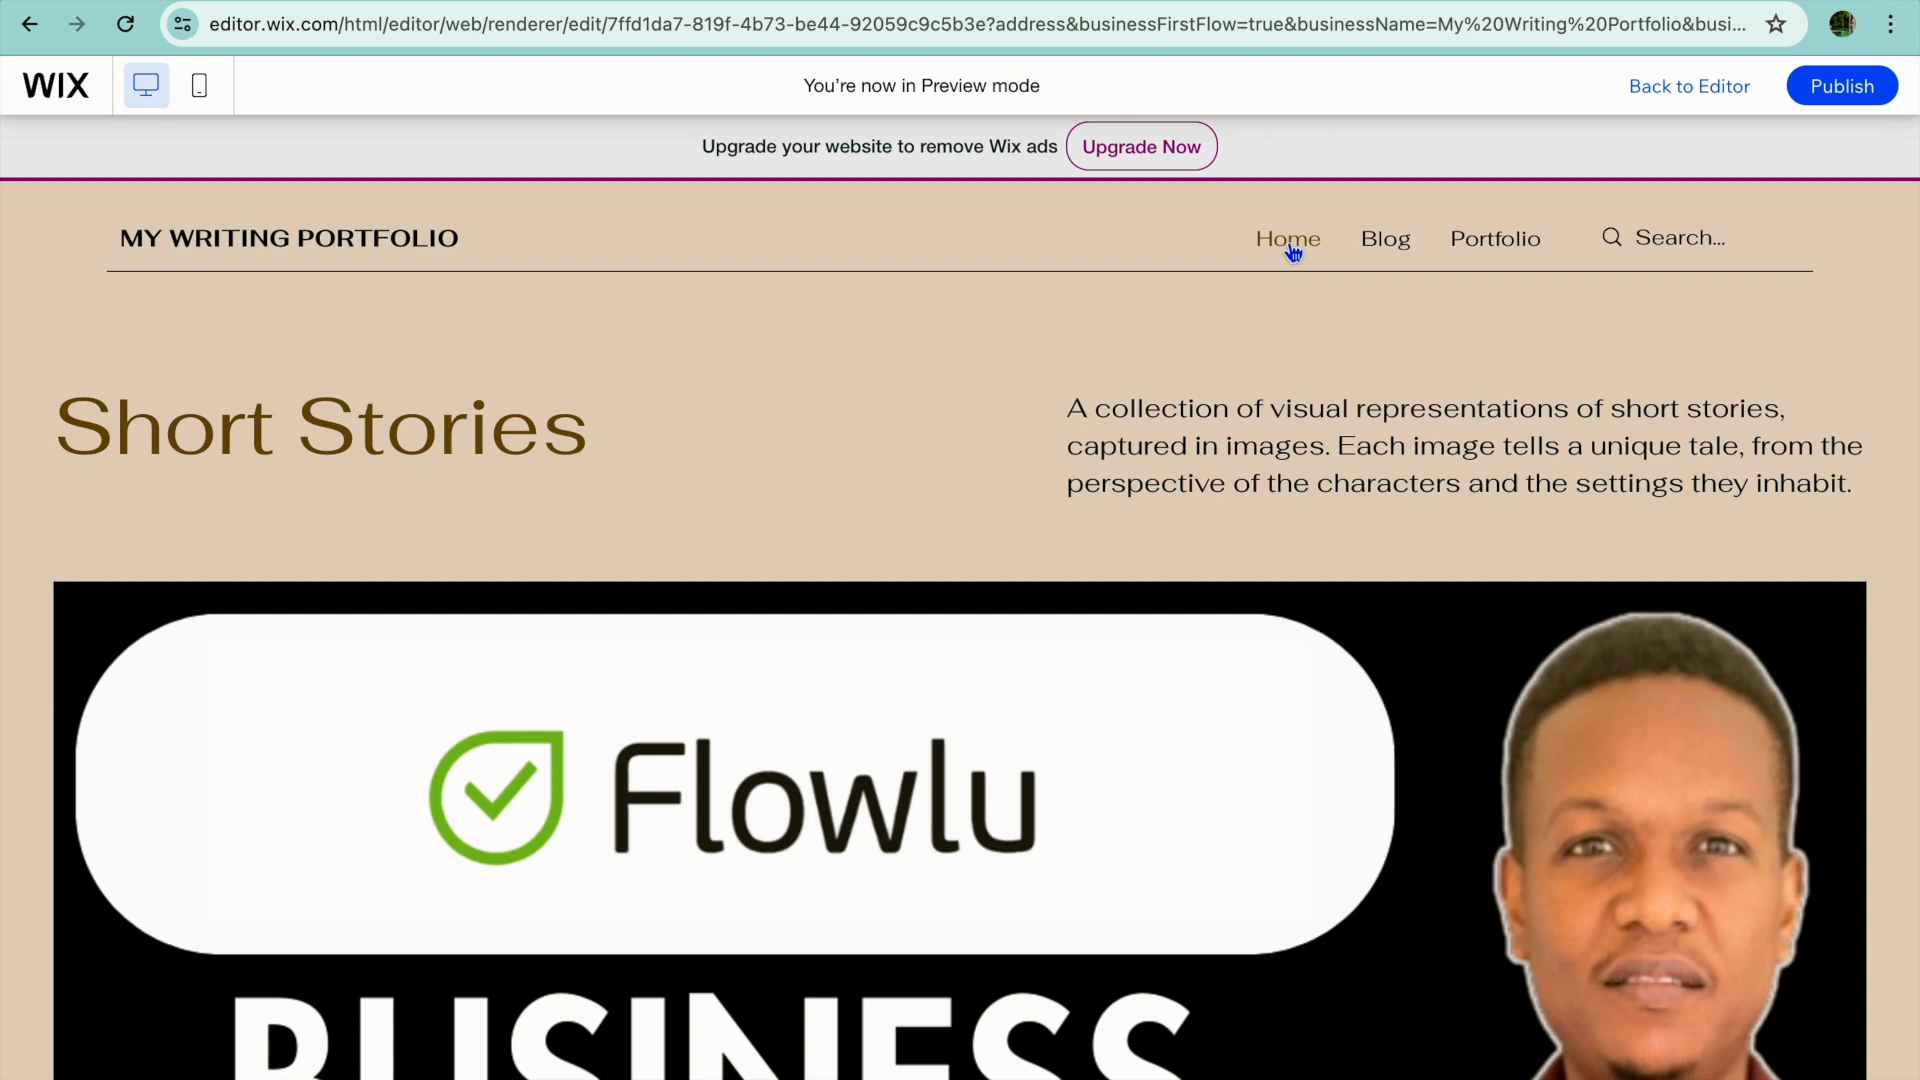 editor.wix.com/html/editor/web/renderer/edit/7ffd1da7-819f-4b73-be44-92059c9c5b3e?address&businessFirstFlow=true&businessName=My%20Writing%20Portfolio&busi...
WIX
You're now in Preview mode
Back to Editor
Publish
Upgrade your website to remove Wix ads
Upgrade Now
MY WRITING PORTFOLIO
Home
Blog
Portfolio
Search...
Short Stories
A collection of visual representations of short stories,
captured in images. Each image tells a unique tale, from the
perspective of the characters and the settings they inhabit.
Flowlu
BUSINESS